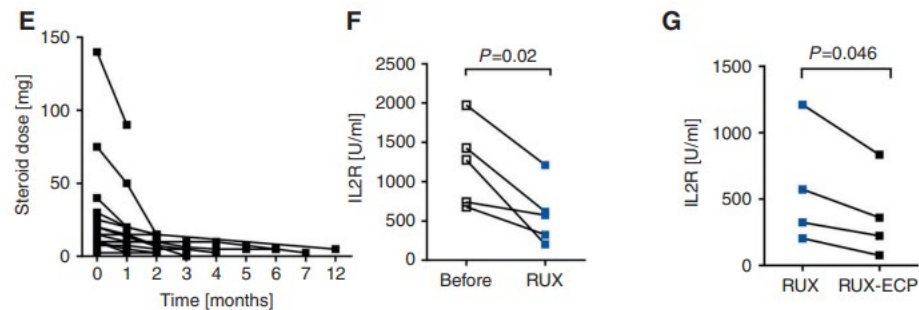 E
Steroid dose [mg]
150
100
50
0
0 1 2 3 4 5 6 7 12
Time [months]
F
P=0.02
IL2R [U/ml]
2500
2000
1500
1000
500
0
Before RUX
G
P=0.046
IL2R [U/ml]
1500
1000
500
0
RUX RUX-ECP